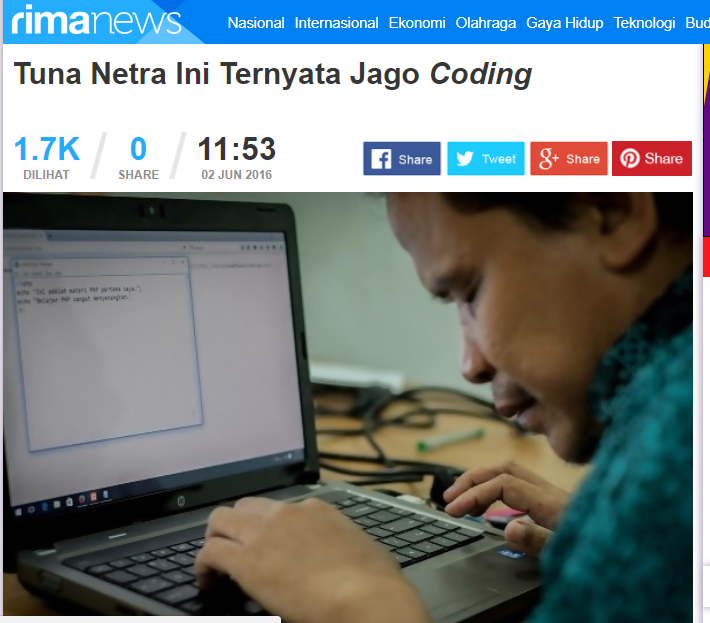 rimanews
Nasional Internasional Ekonomi Olahraga Gaya Hidup Teknologi Bud
Tuna Netra Ini Ternyata Jago Coding
1.7K / 0 / 11:53
DILIHAT SHARE 02 JUN 2016
Share Tweet Share Share
echo "Ini adalah materi PHP pertama saya.";
echo "Belajar PHP sangat menyenangkan;
hp